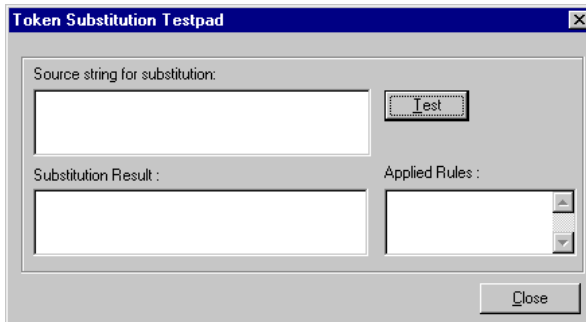 Token Substitution Testpad
Source string for substitution:
Test
Substitution Result :
Applied Rules :
Close